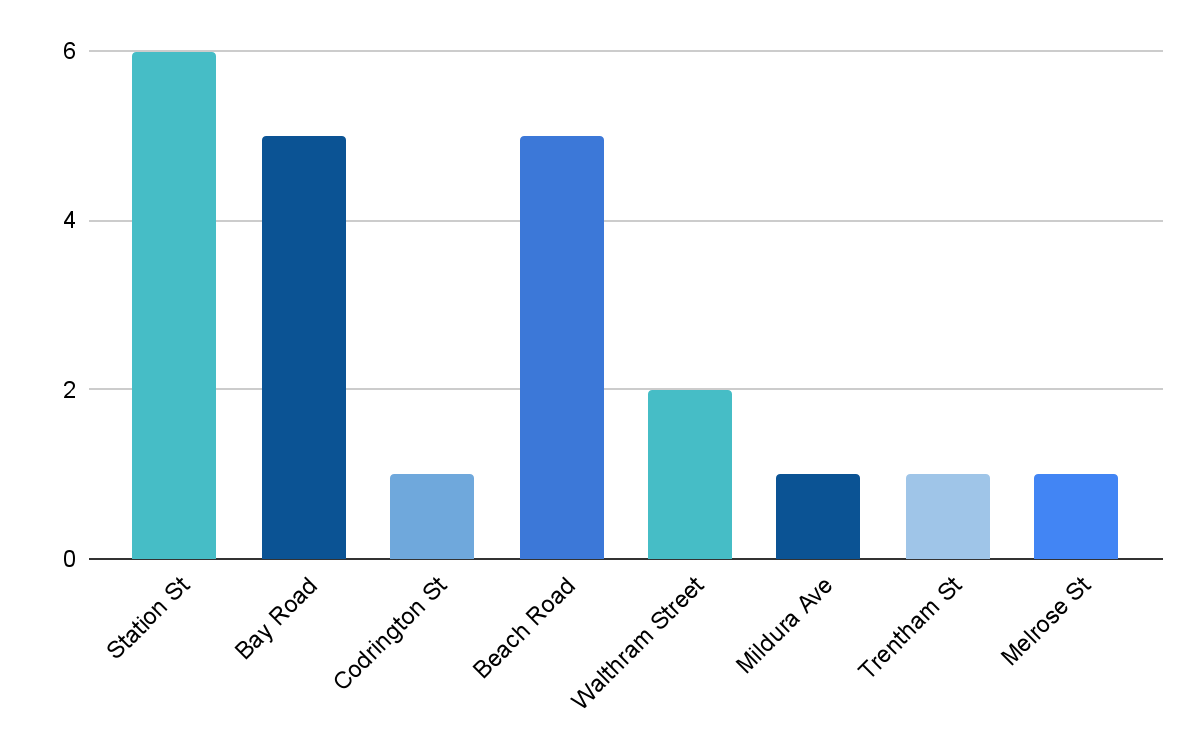 6
4
2
0
Station St
Bay Road
Codrington St
Beach Road
Walthram Street
Mildura Ave
Trentham St
Melrose St